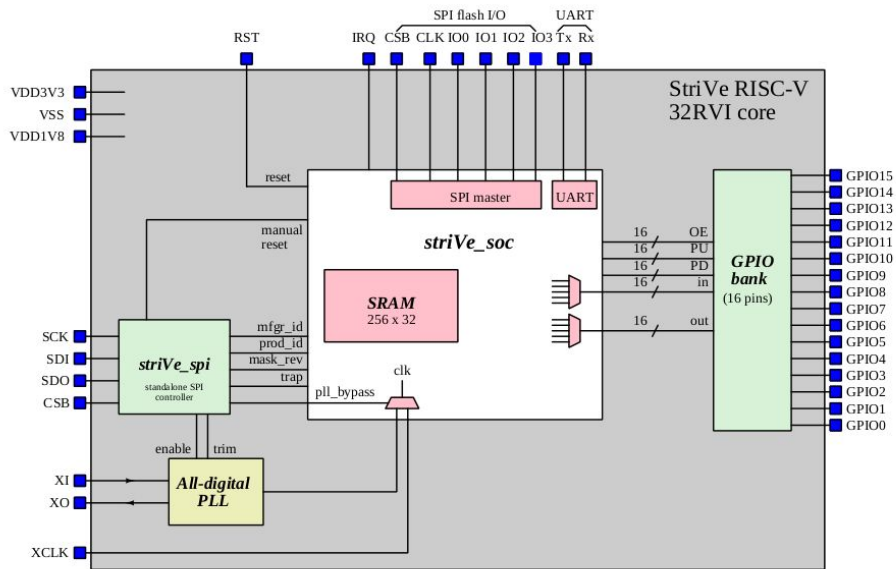 SPI flash I/O
UART
RST
IRQ
CSB
CLK
IO0
IO1
IO2
IO3
Tx
Rx
VDD3V3
VSS
VDD1V8
StriVe RISC-V
32RVI core
reset
manual
reset
SPI master
UART
striVe_soc
SRAM
256 x 32
16
OE
16
PU
16
PD
16
in
16
out
GPIO
bank
(16 pins)
GPIO15
GPIO14
GPIO13
GPIO12
GPIO11
GPIO10
GPIO9
GPIO8
GPIO7
GPIO6
GPIO5
GPIO4
GPIO3
GPIO2
GPIO1
GPIO0
SCK
SDI
SDO
CSB
striVe_spi
standalone SPI
controller
mfgr_id
prod_id
mask_rev
trap
pll_bypass
clk
enable
trim
XI
XO
All-digital
PLL
XCLK